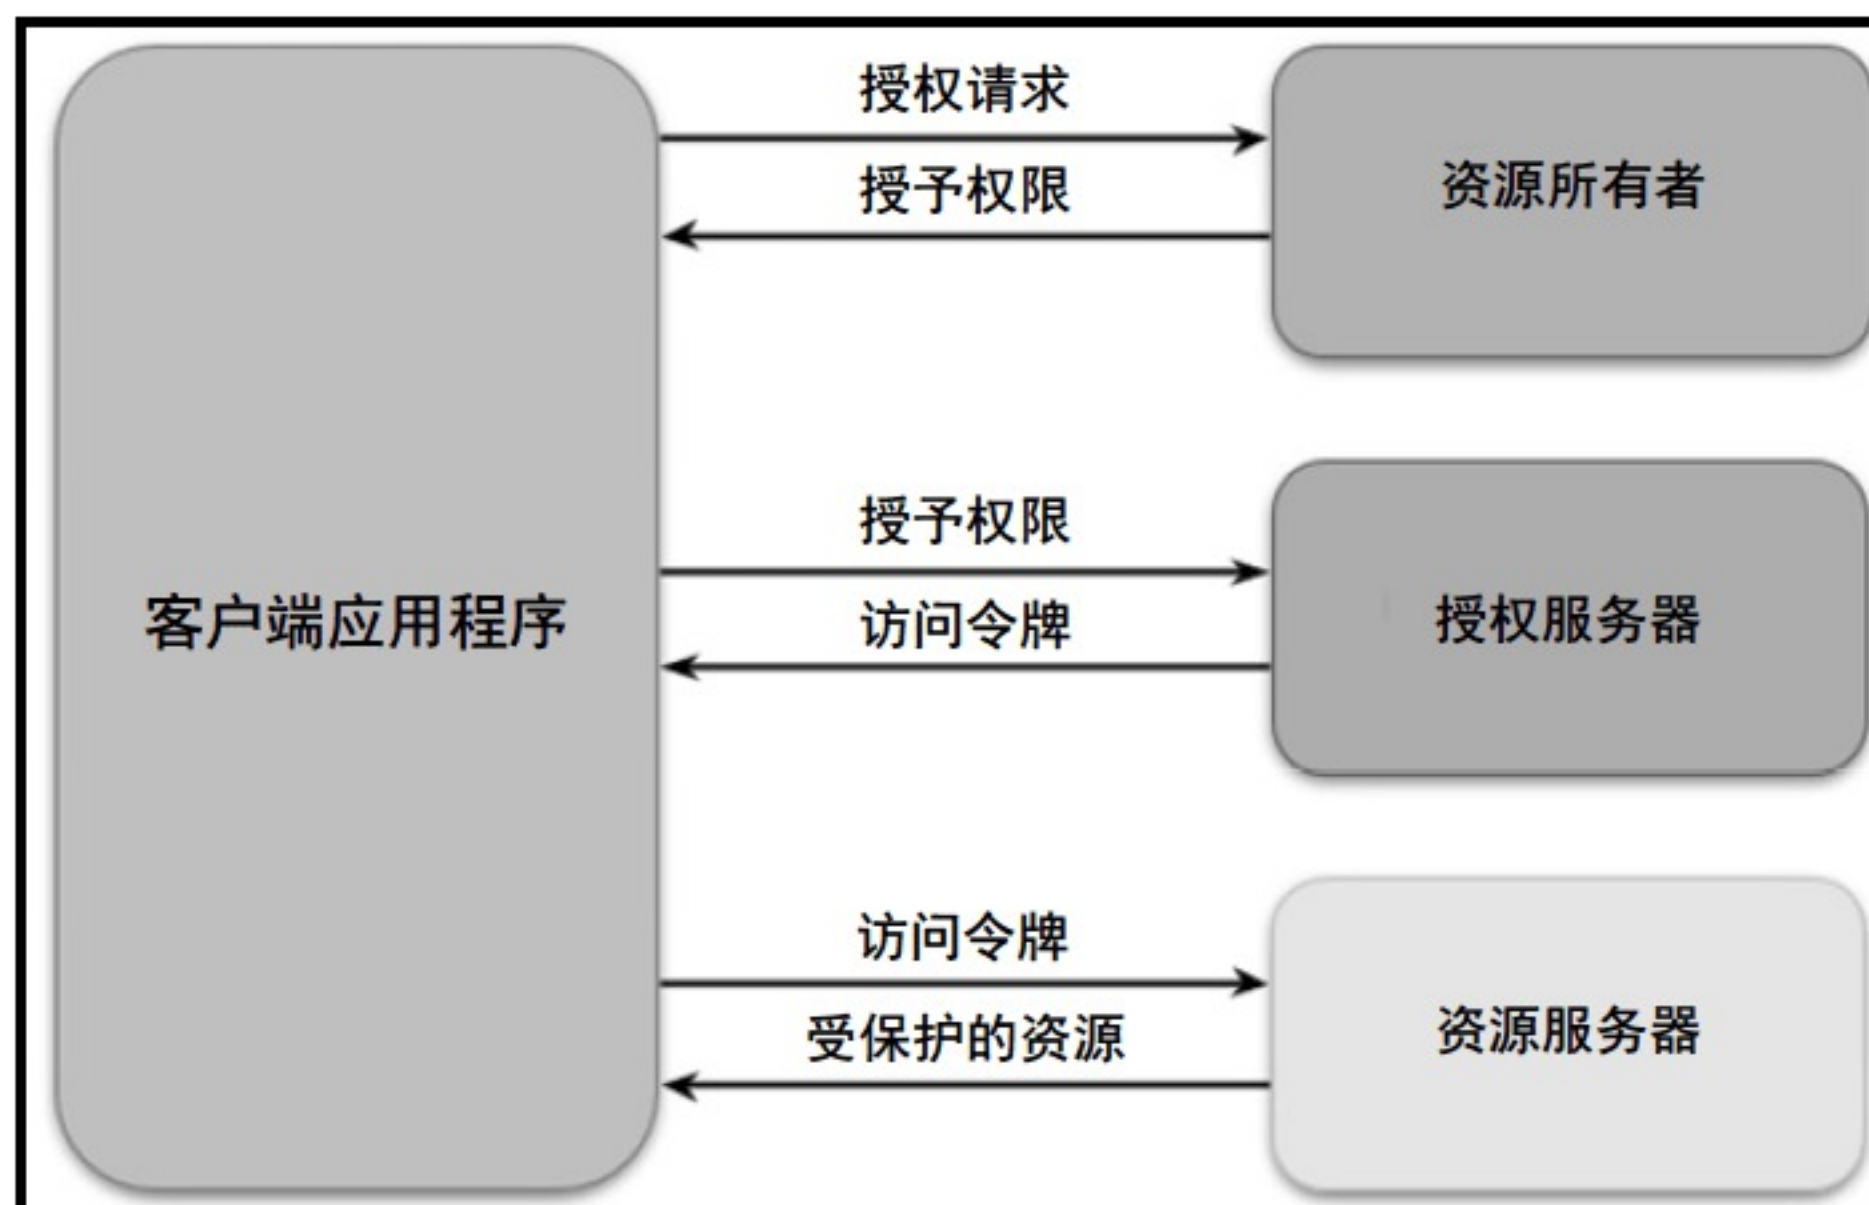 授权请求
授予权限
资源所有者
客户端应用程序
授予权限
访问令牌
授权服务器
访问令牌
受保护的资源
资源服务器